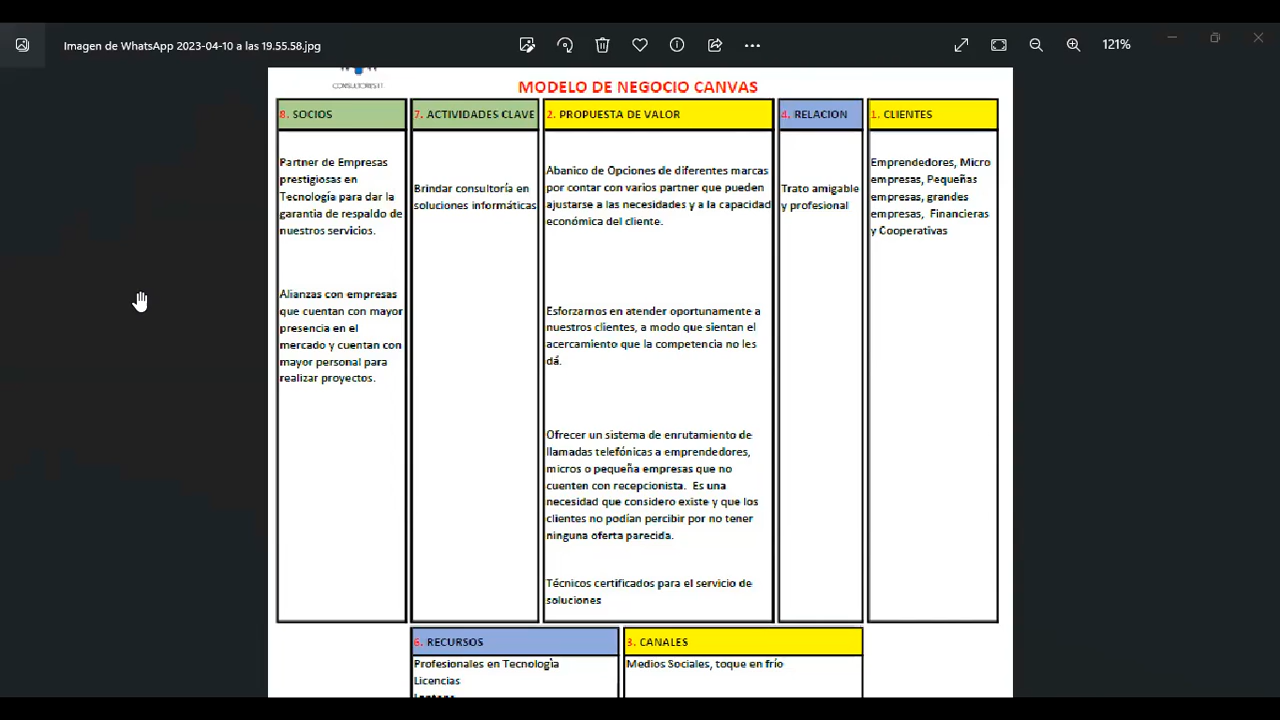 Imagen de WhatsApp 2023-04-10 a las 19.55.58.jpg
121%
CONSULTORES IT
MODELO DE NEGOCIO CANVAS
8. SOCIOS
Partner de Empresas
prestigiosas en
Tecnología para dar la
garantia de respaldo de
nuestros servicios.
Alianzas con empresas
que cuentan con mayor
presencia en el
mercado y cuentan con
mayor personal para
realizar proyectos.
7. ACTIVIDADES CLAVE
Brindar consultoría en
soluciones informáticas
2. PROPUESTA DE VALOR
Abanico de Opciones de diferentes marcas
por contar con varios partner que pueden
ajustarse a las necesidades y a la capacidad
económica del cliente.
Esforzarnos en atender oportunamente a
nuestros clientes, a modo que sientan el
acercamiento que la competencia no les
dá.
Ofrecer un sistema de enrutamiento de
llamadas telefónicas a emprendedores,
micros o pequeña empresas que no
cuenten con recepcionista. Es una
necesidad que considero existe y que los
clientes no podían percibir por no tener
ninguna oferta parecida.
Técnicos certificados para el servicio de
soluciones
4. RELACION
Trato amigable
y profesional
1. CLIENTES
Emprendedores, Micro
empresas, Pequeñas
empresas, grandes
empresas, Financieras
y Cooperativas
6. RECURSOS
Profesionales en Tecnología
Licencias
3. CANALES
Medios Sociales, toque en frío